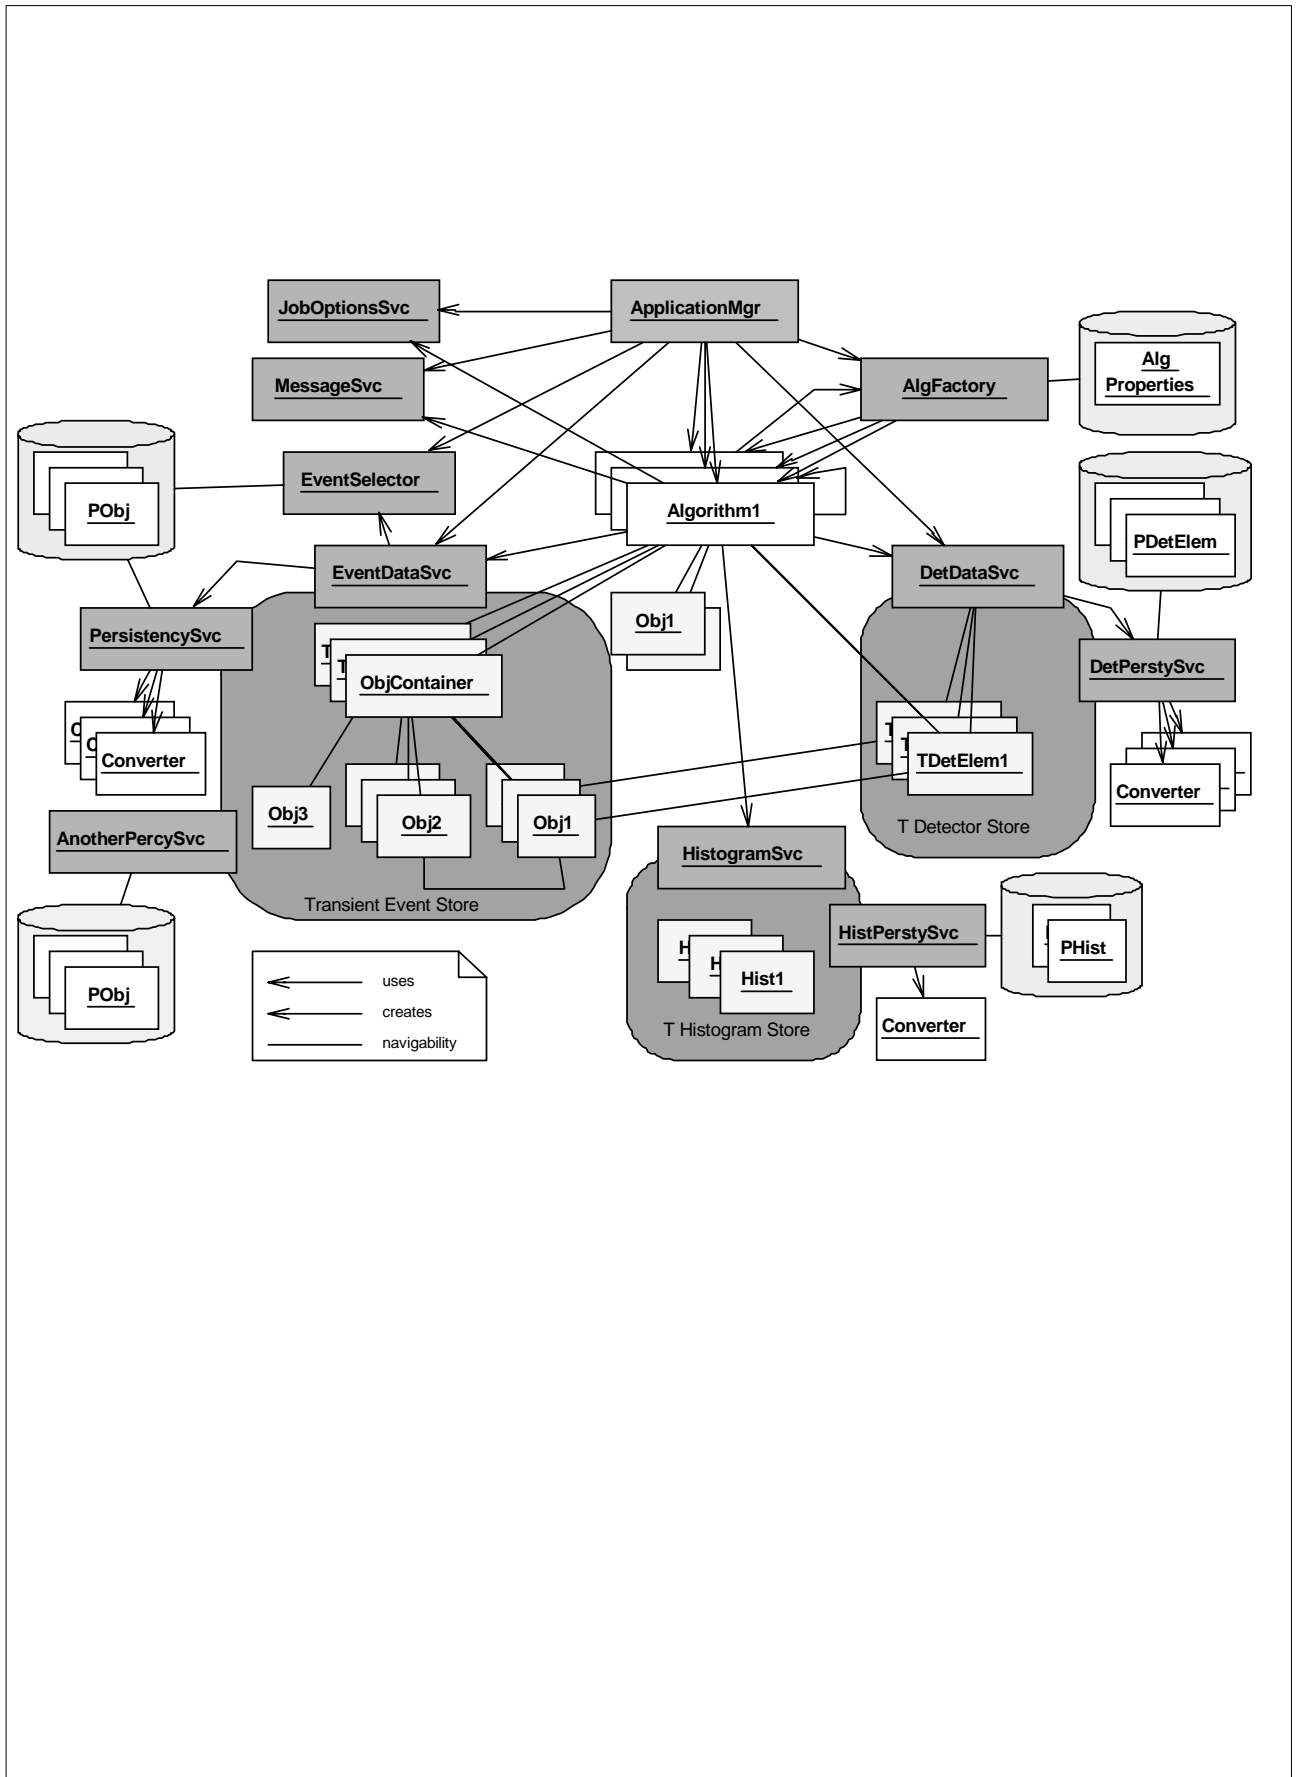 JobOptionsSvc
ApplicationMgr
MessageSvc
AlgFactory
Alg
Properties
PObj
EventSelector
Algorithm1
PDetElem
EventDataSvc
DetDataSvc
PersistencySvc
T
T
ObjContainer
Obj1
DetPerstySvc
C
C
Converter
T
T
TDetElem1
Converter
Obj3
Obj2
Obj1
AnotherPercySvc
T Detector Store
HistogramSvc
Transient Event Store
PObj
uses
creates
navigability
H
H
Hist1
T Histogram Store
HistPerstySvc
PHist
Converter